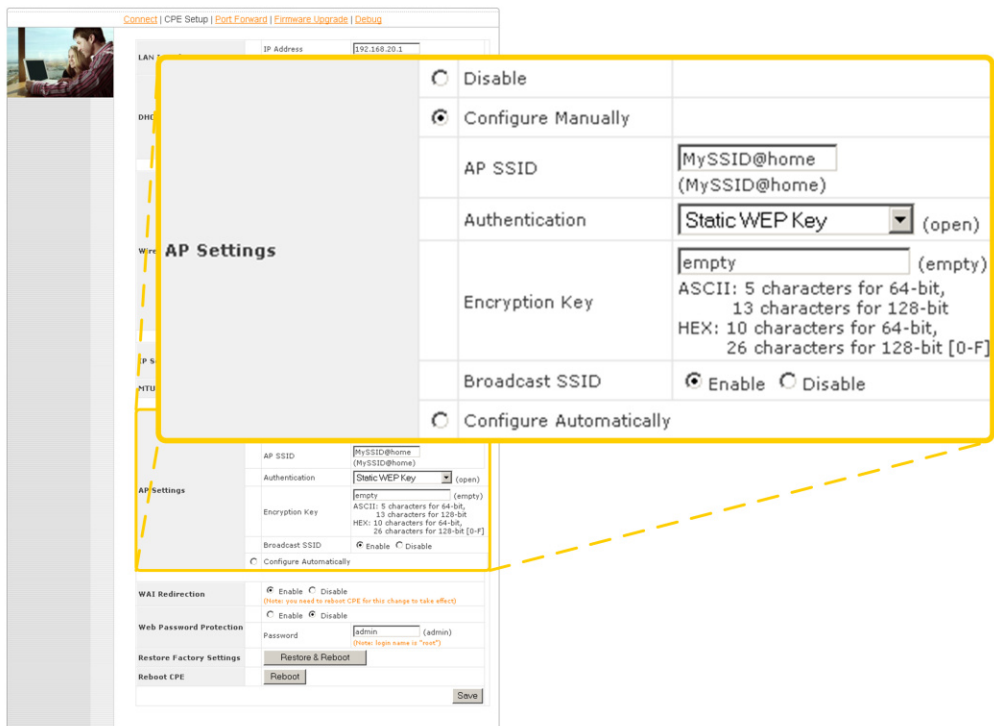 Connect | CPE Setup | Port Forward | Firmware Upgrade | Debug
IP Address 192.168.20.1
LAN
DHC
Wire
IP S
MTU
Disable
Configure Manually
AP SSID MySSID@home
(MySSID@home)
Authentication Static WEP Key (open)
AP Settings
empty (empty)
Encryption Key
ASCII: 5 characters for 64-bit,
13 characters for 128-bit
HEX: 10 characters for 64-bit,
26 characters for 128-bit [0-F]
Broadcast SSID Enable Disable
Configure Automatically
AP SSID MySSID@home
(MySSID@home)
Authentication Static WEP Key (open)
AP Settings
empty (empty)
Encryption Key
ASCII: 5 characters for 64-bit,
13 characters for 128-bit
HEX: 10 characters for 64-bit,
26 characters for 128-bit [0-F]
Broadcast SSID Enable Disable
Configure Automatically
WAI Redirection Enable Disable
(Note: you need to reboot CPE for this change to take effect)
Enable Disable
Web Password Protection
Password admin (admin)
(Note: login name is "root")
Restore Factory Settings Restore & Reboot
Reboot CPE Reboot
Save